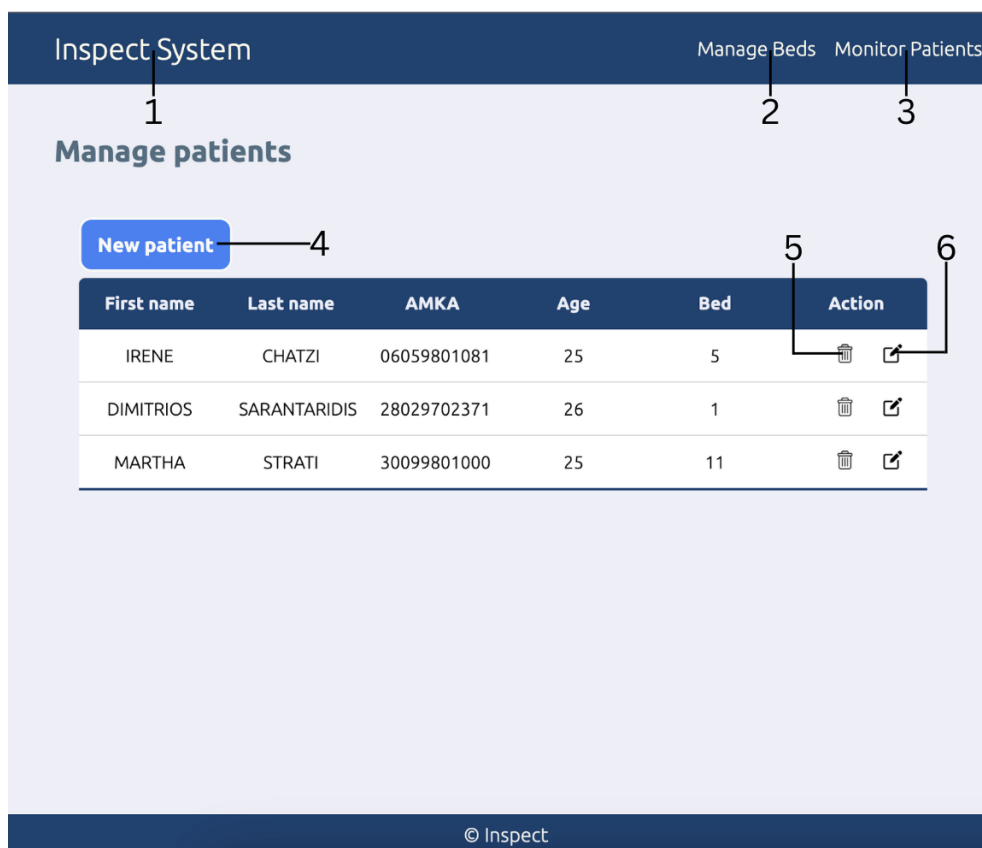 Inspect System Manage Beds Monitor Patients
1 2 3
Manage patients
New patient 4 5 6
First name Last name AMKA Age Bed Action
IRENE CHATZI 06059801081 25 5
DIMITRIOS SARANTARIDIS 28029702371 26 1
MARTHA STRATI 30099801000 25 11
© Inspect